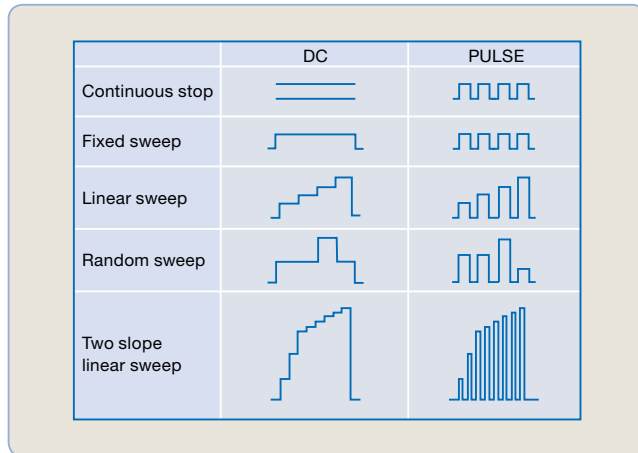 DC PULSE
Continuous stop
Fixed sweep
Linear sweep
Random sweep
Two slope
linear sweep